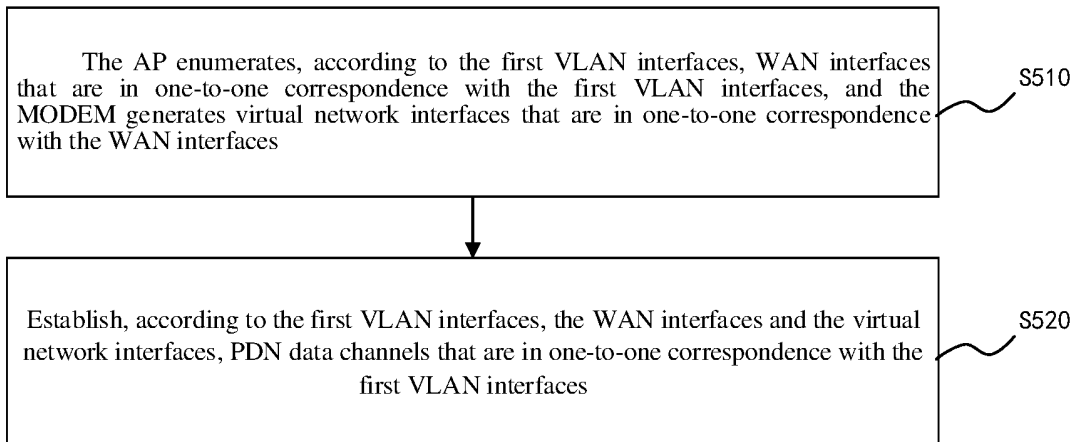 The AP enumerates, according to the first VLAN interfaces, WAN interfaces
that are in one-to-one correspondence with the first VLAN interfaces, and the
MODEM generates virtual network interfaces that are in one-to-one correspondence
with the WAN interfaces
S510
Establish, according to the first VLAN interfaces, the WAN interfaces and the virtual
network interfaces, PDN data channels that are in one-to-one correspondence with the
first VLAN interfaces
S520